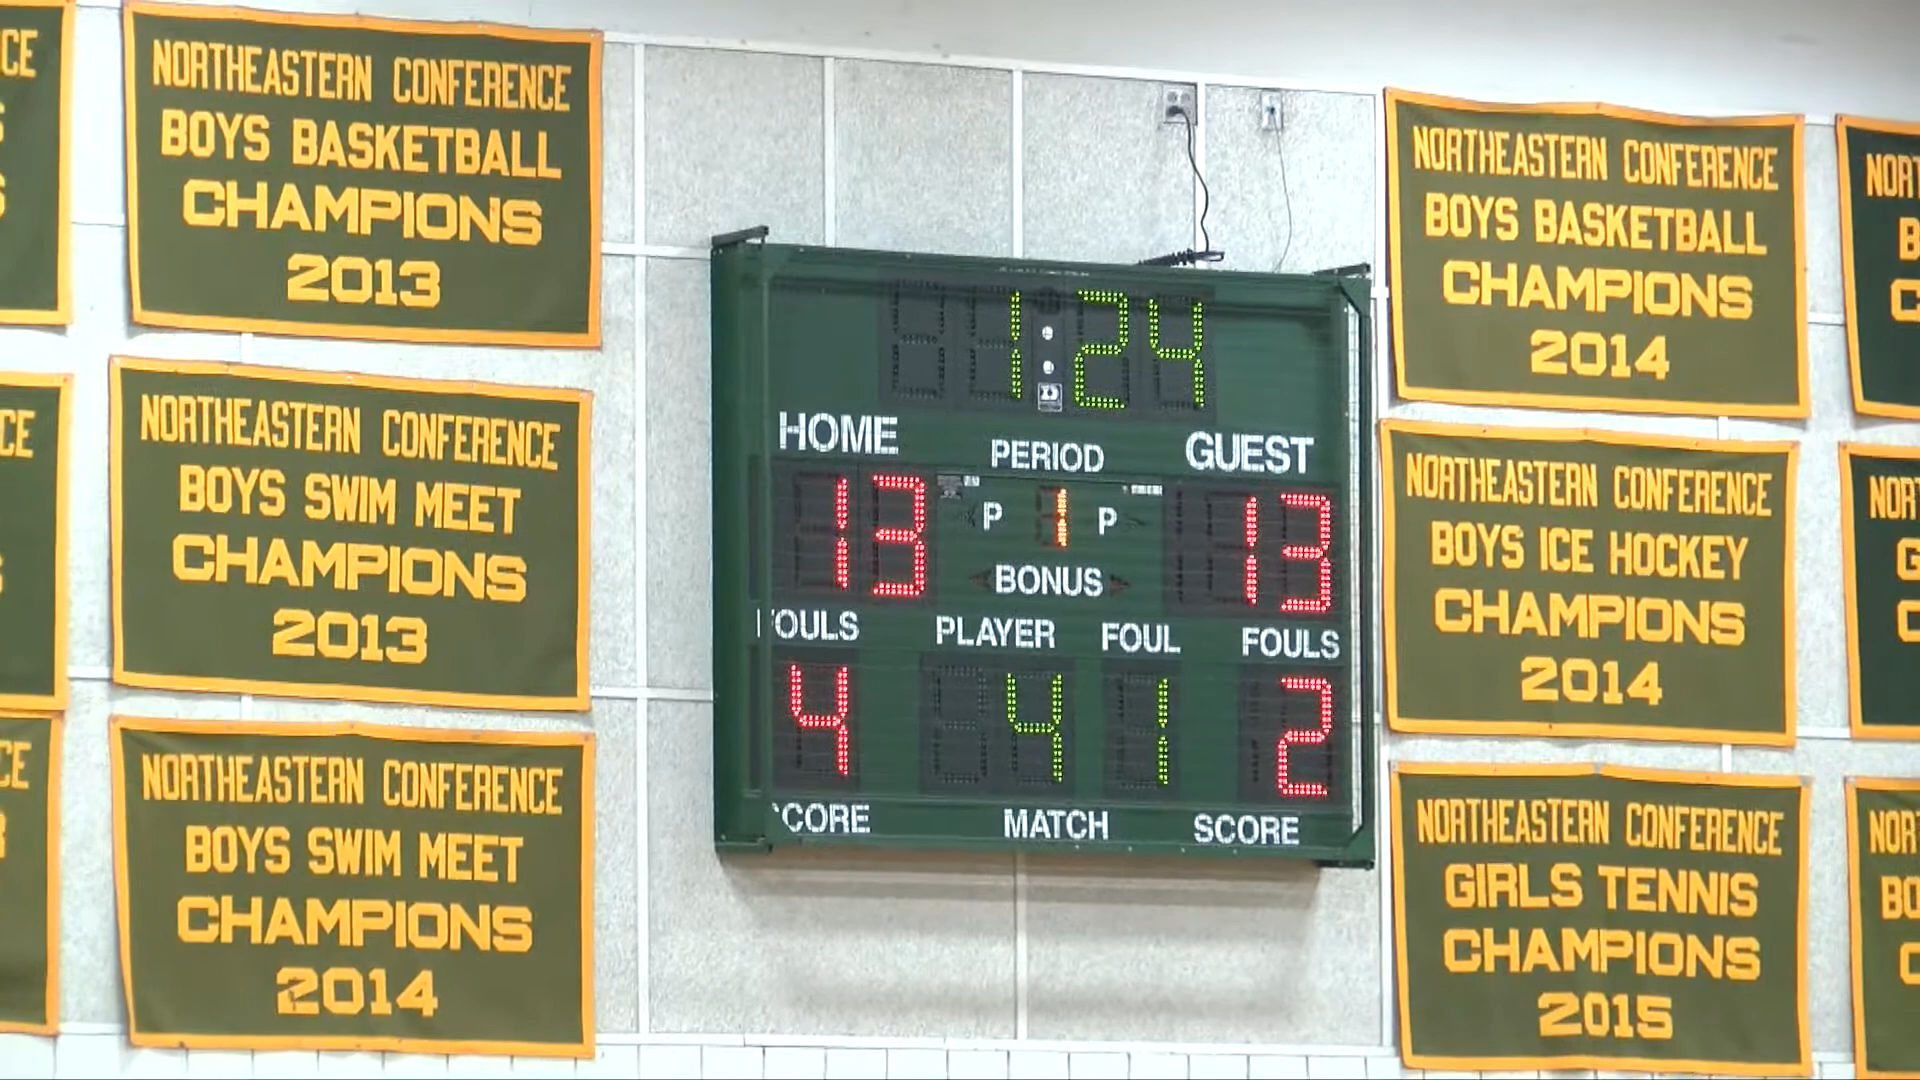 NORTHEASTERN CONFERENCE
BOYS BASKETBALL
CHAMPIONS
2013
NORTHEASTERN CONFERENCE
BOYS SWIM MEET
CHAMPIONS
2013
NORTHEASTERN CONFERENCE
BOYS SWIM MEET
CHAMPIONS
2014
1:24
HOME PERIOD GUEST
13 P 1 P 13
BONUS
FOULS PLAYER FOUL FOULS
4 4 1 2
SCORE MATCH SCORE
NORTHEASTERN CONFERENCE
BOYS BASKETBALL
CHAMPIONS
2014
NORTHEASTERN CONFERENCE
BOYS ICE HOCKEY
CHAMPIONS
2014
NORTHEASTERN CONFERENCE
GIRLS TENNIS
CHAMPIONS
2015